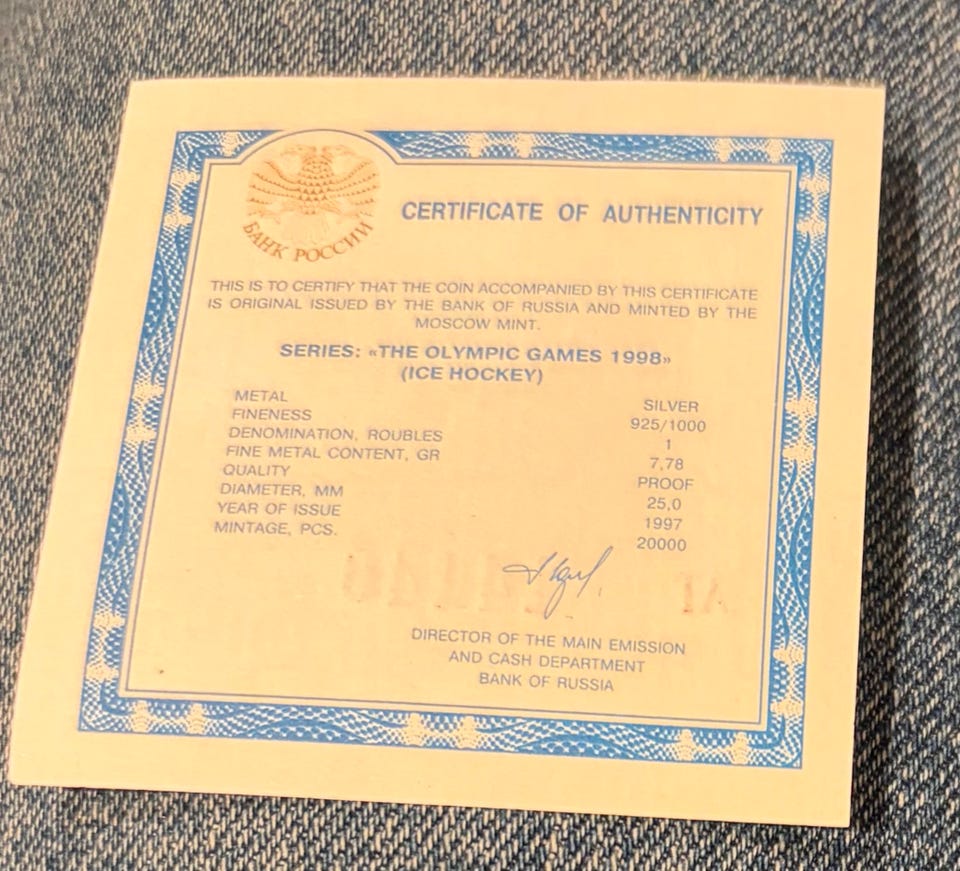 БАНК РОССИИ
CERTIFICATE OF AUTHENTICITY
THIS IS TO CERTIFY THAT THE COIN ACCOMPANIED BY THIS CERTIFICATE
IS ORIGINAL ISSUED BY THE BANK OF RUSSIA AND MINTED BY THE
MOSCOW MINT.
SERIES: «THE OLYMPIC GAMES 1998»
(ICE HOCKEY)
METAL SILVER
FINENESS 925/1000
DENOMINATION, ROUBLES 1
FINE METAL CONTENT, GR 7,78
QUALITY PROOF
DIAMETER, MM 25,0
YEAR OF ISSUE 1997
MINTAGE, PCS. 20000
DIRECTOR OF THE MAIN EMISSION
AND CASH DEPARTMENT
BANK OF RUSSIA